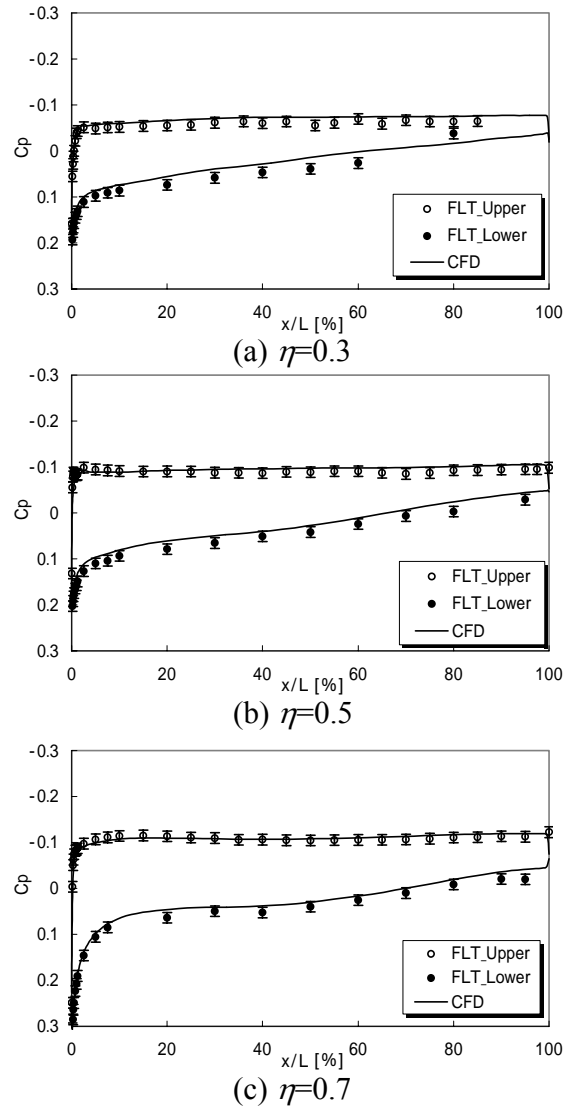 -0.3
-0.2
-0.1
0
0.1
0.2
0.3
Cp
FLT_Upper
FLT_Lower
CFD
0 20 40 60 80 100
x/L [%]
(a) η=0.3
-0.3
-0.2
-0.1
0
0.1
0.2
0.3
Cp
FLT_Upper
FLT_Lower
CFD
0 20 40 60 80 100
x/L [%]
(b) η=0.5
-0.3
-0.2
-0.1
0
0.1
0.2
0.3
Cp
FLT_Upper
FLT_Lower
CFD
0 20 40 60 80 100
x/L [%]
(c) η=0.7